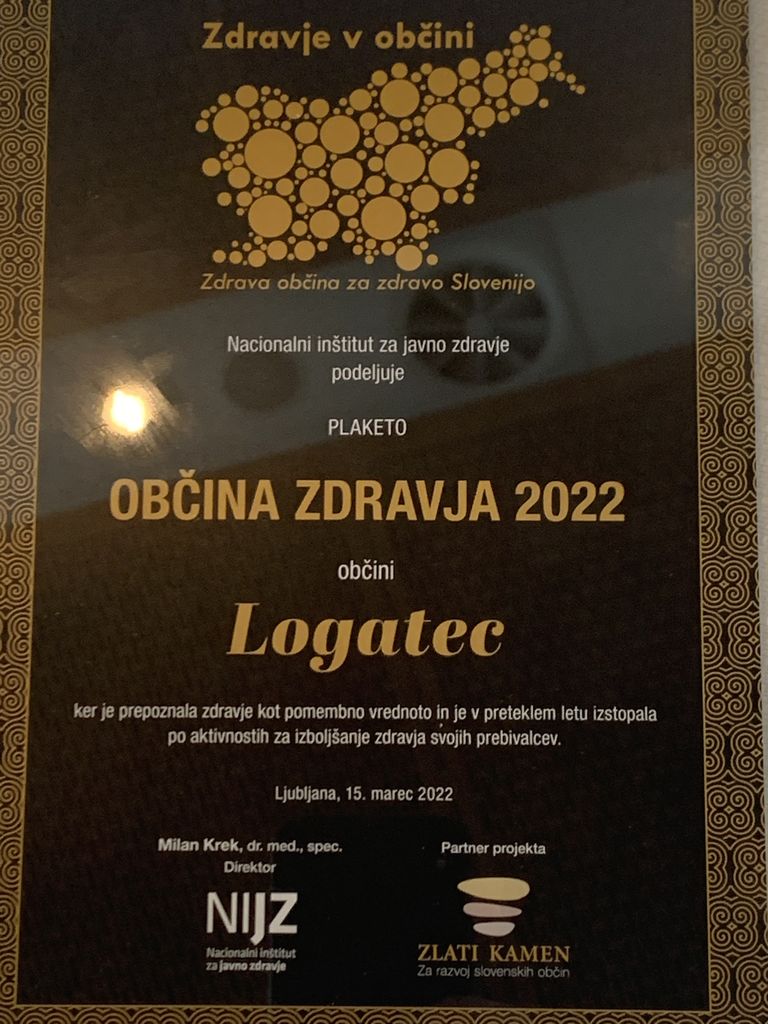 Zdravje v občini
Zdrava občina za zdravo Slovenijo
Nacionalni inštitut za javno zdravje
podeljuje
PLAKETO
OBČINA ZDRAVJA 2022
občini
Logatec
ker je prepoznala zdravje kot pomembno vrednoto in je v preteklem letu izstopala
po aktivnostih za izboljšanje zdravja svojih prebivalcev.
Ljubljana, 15. marec 2022
Milan Krek, dr. med., spec.
Direktor
NIJZ
Nacionalni inštitut
za javno zdravje
Partner projekta
ZLATI KAMEN
Za razvoj slovenskih občin